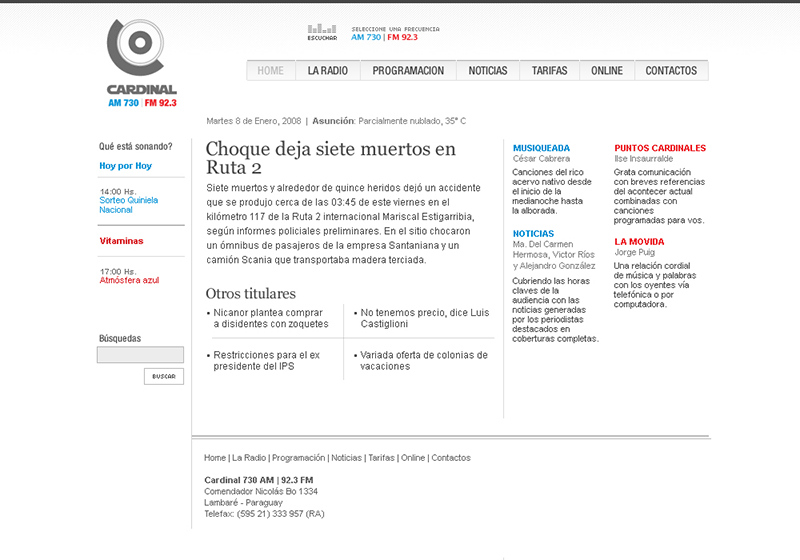 CARDINAL
AM 730 | FM 92.3
ESCUCHAR
SELECCIONE UNA FRECUENCIA
AM 730 | FM 92.3
HOME
LA RADIO
PROGRAMACION
NOTICIAS
TARIFAS
ONLINE
CONTACTOS
Martes 8 de Enero, 2008 | Asunción: Parcialmente nublado, 35° C
Qué está sonando?
Hoy por Hoy
14:00 Hs.
Sorteo Quiniela
Nacional
Vitaminas
17:00 Hs.
Atmósfera azul
Búsquedas
BUSCAR
Choque deja siete muertos en
Ruta 2
Siete muertos y alrededor de quince heridos dejó un accidente
que se produjo cerca de las 03:45 de este viernes en el
kilómetro 117 de la Ruta 2 internacional Mariscal Estigarribia,
según informes policiales preliminares. En el sitio chocaron
un ómnibus de pasajeros de la empresa Santaniana y un
camión Scania que transportaba madera terciada.
Otros titulares
• Nicanor plantea comprar
a disidentes con zoquetes
• No tenemos precio, dice Luis
Castiglioni
• Restricciones para el ex
presidente del IPS
• Variada oferta de colonias de
vacaciones
MUSIQUEADA
César Cabrera
Canciones del rico
acervo nativo desde
el inicio de la
medianoche hasta
la alborada.
NOTICIAS
Ma. Del Carmen
Hermosa, Victor Ríos
y Alejandro González
Cubriendo las horas
claves de la
audiencia con las
noticias generadas
por los periodistas
destacados en
coberturas completas.
PUNTOS CARDINALES
Ilse Insaurralde
Grata comunicación
con breves referencias
del acontecer actual
combinadas con
canciones
programadas para vos.
LA MOVIDA
Jorge Puig
Una relación cordial
de música y palabras
con los oyentes vía
telefónica o por
computadora.
Home | La Radio | Programación | Noticias | Tarifas | Online | Contactos
Cardinal 730 AM | 92.3 FM
Comendador Nicolás Bo 1334
Lambaré - Paraguay
Telefax: (595 21) 333 957 (RA)